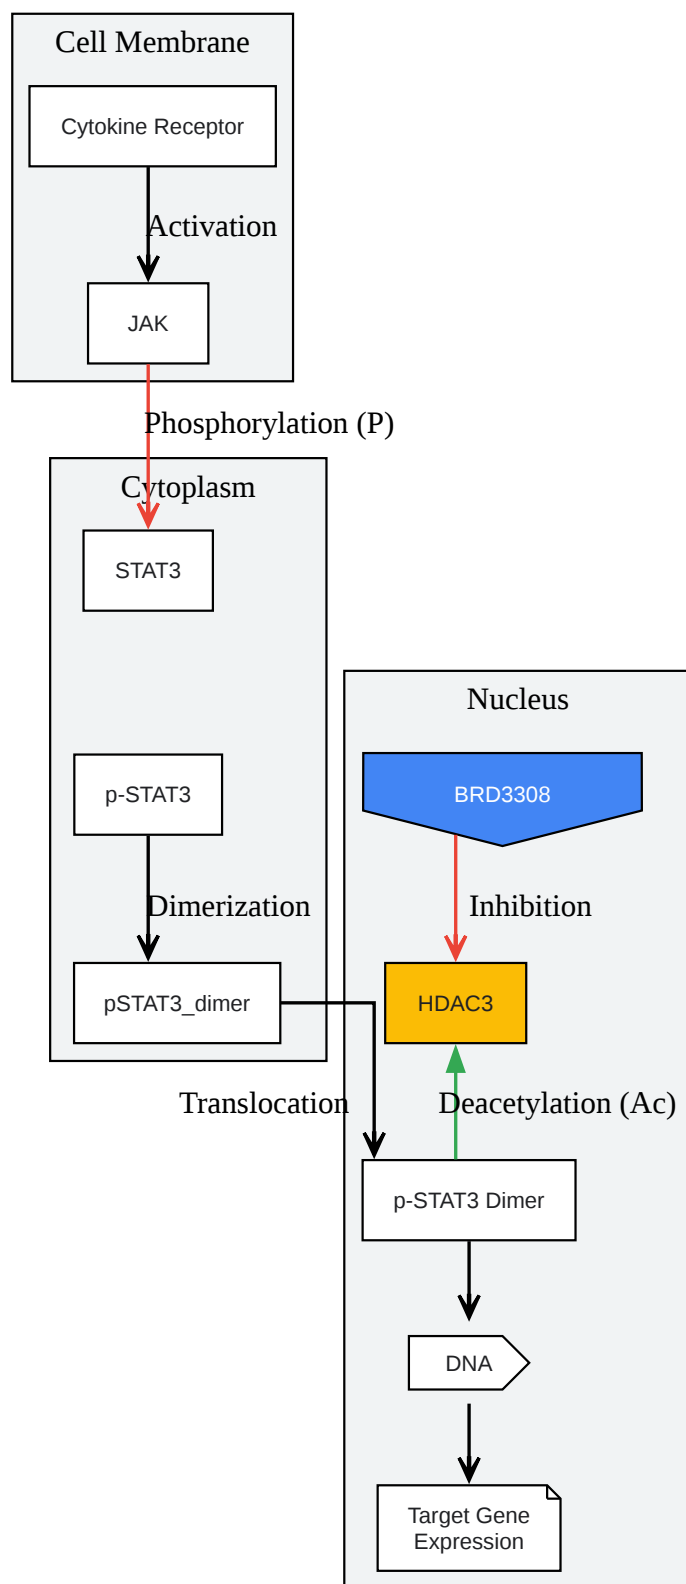 Cell Membrane
Cytokine Receptor
Activation
JAK
Phosphorylation (P)
Cytoplasm
STAT3
Nucleus
p-STAT3
BRD3308
Dimerization
Inhibition
pSTAT3_dimer
HDAC3
Translocation
Deacetylation (Ac)
p-STAT3 Dimer
DNA
Target Gene
Expression